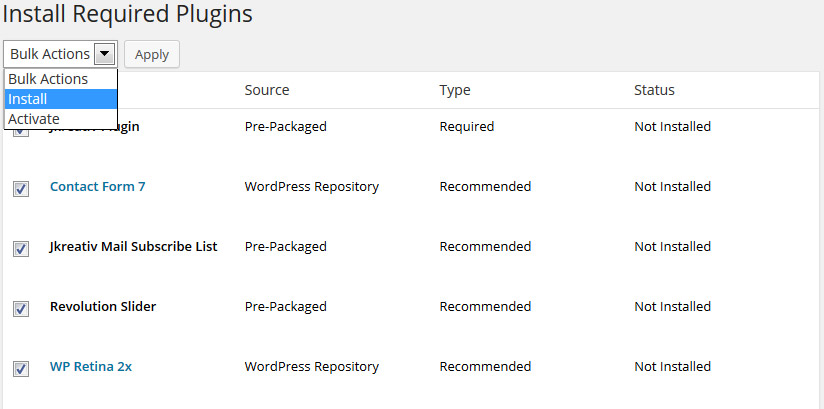 Install Required Plugins
Bulk Actions Apply
Bulk Actions
Install
Activate
Source Type Status
Jkreativ Plugin Pre-Packaged Required Not Installed
Contact Form 7 WordPress Repository Recommended Not Installed
Jkreativ Mail Subscribe List Pre-Packaged Recommended Not Installed
Revolution Slider Pre-Packaged Recommended Not Installed
WP Retina 2x WordPress Repository Recommended Not Installed